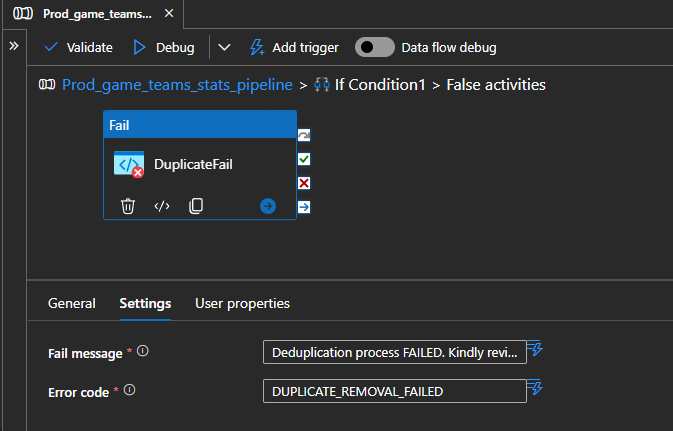 Prod_game_teams...
Validate Debug Add trigger Data flow debug
Prod_game_teams_stats_pipeline > If Condition1 > False activities
Fail
DuplicateFail
General Settings User properties
Fail message * Deduplication process FAILED. Kindly revi...
Error code * DUPLICATE_REMOVAL_FAILED